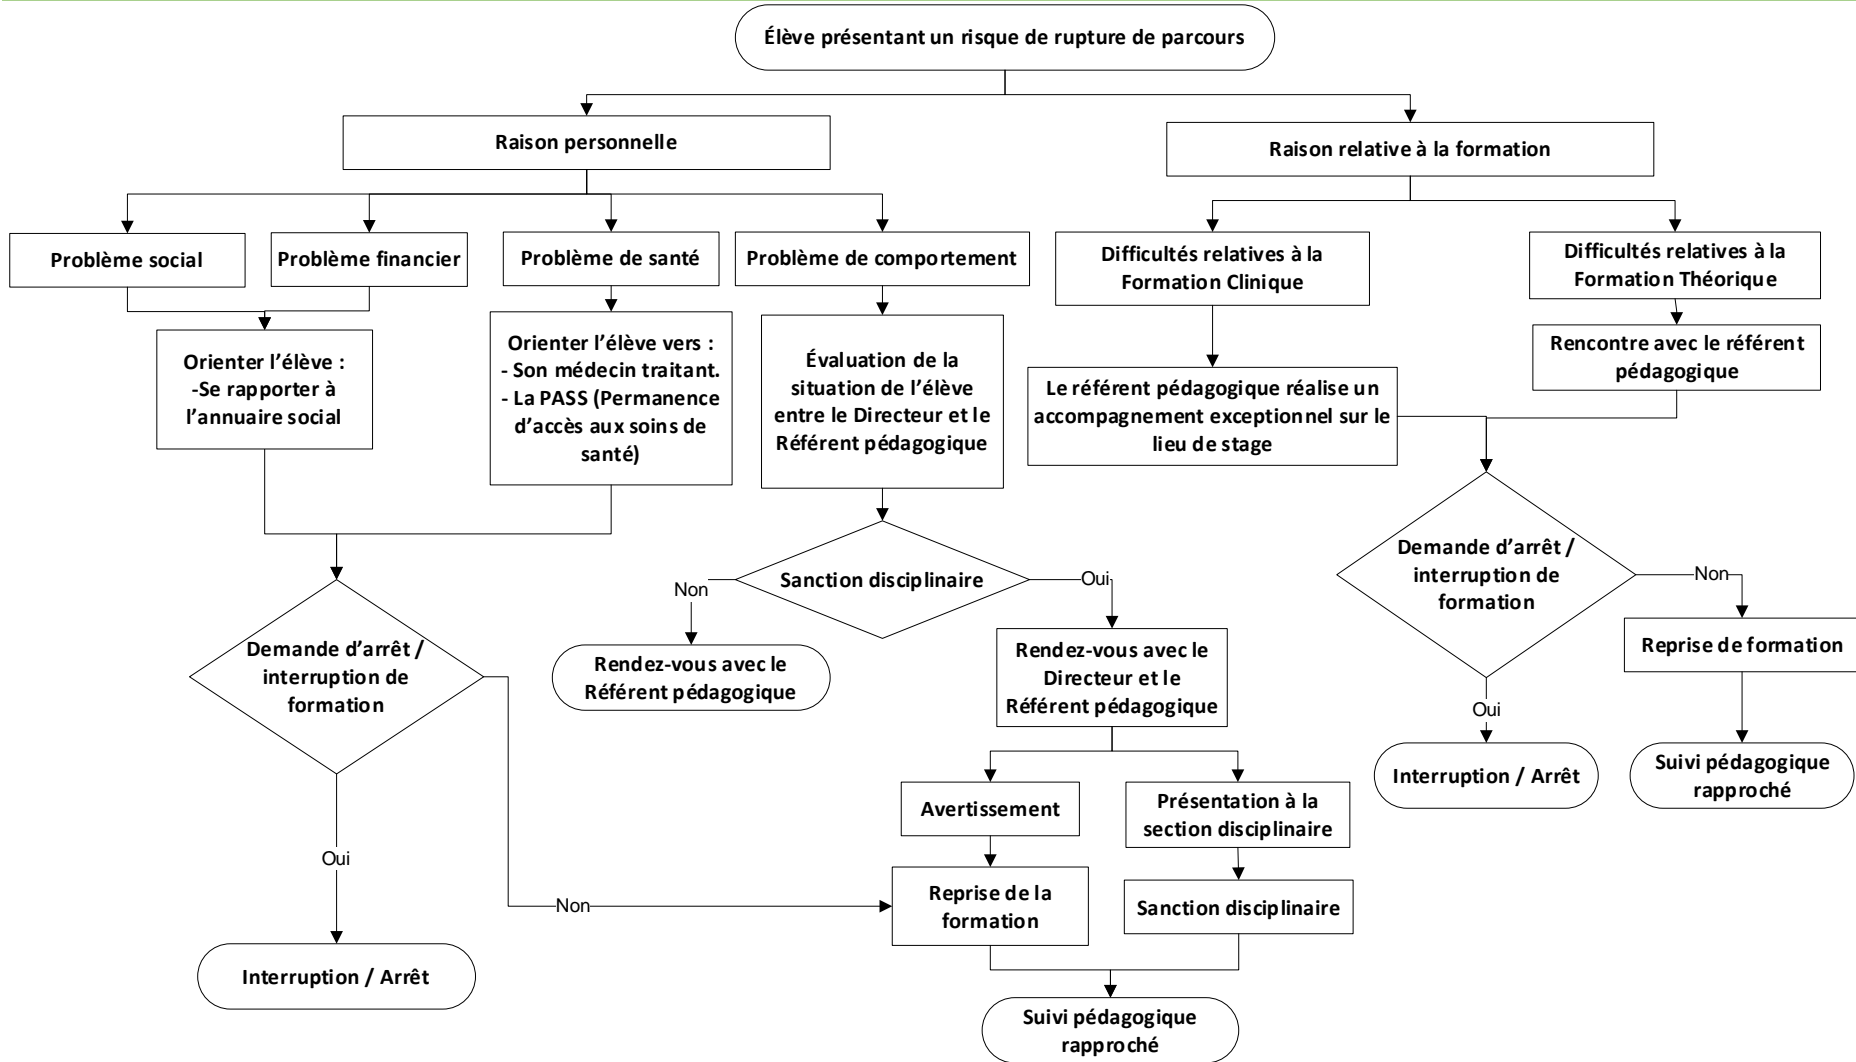 Élève présentant un risque de rupture de parcours
Raison personnelle
Raison relative à la formation
Problème social
Problème financier
Problème de santé
Problème de comportement
Difficultés relatives à la
Formation Clinique
Difficultés relatives à la
Formation Théorique
Orienter l'élève :
-Se rapporter à
l'annuaire social
Orienter l'élève vers :
- Son médecin traitant.
- La PASS (Permanence
d'accès aux soins de
santé)
Évaluation de la
situation de l'élève
entre le Directeur et le
Référent pédagogique
Le référent pédagogique réalise un
accompagnement exceptionnel sur le
lieu de stage
Rencontre avec le référent
pédagogique
Sanction disciplinaire
Non
Oui
Demande d'arrêt /
interruption de
formation
Non
Oui
Rendez-vous avec le
Référent pédagogique
Rendez-vous avec le
Directeur et le
Référent pédagogique
Reprise de formation
Interruption / Arrêt
Suivi pédagogique
rapproché
Demande d'arrêt /
interruption de
formation
Oui
Non
Avertissement
Présentation à la
section disciplinaire
Reprise de la
formation
Sanction disciplinaire
Interruption / Arrêt
Suivi pédagogique
rapproché